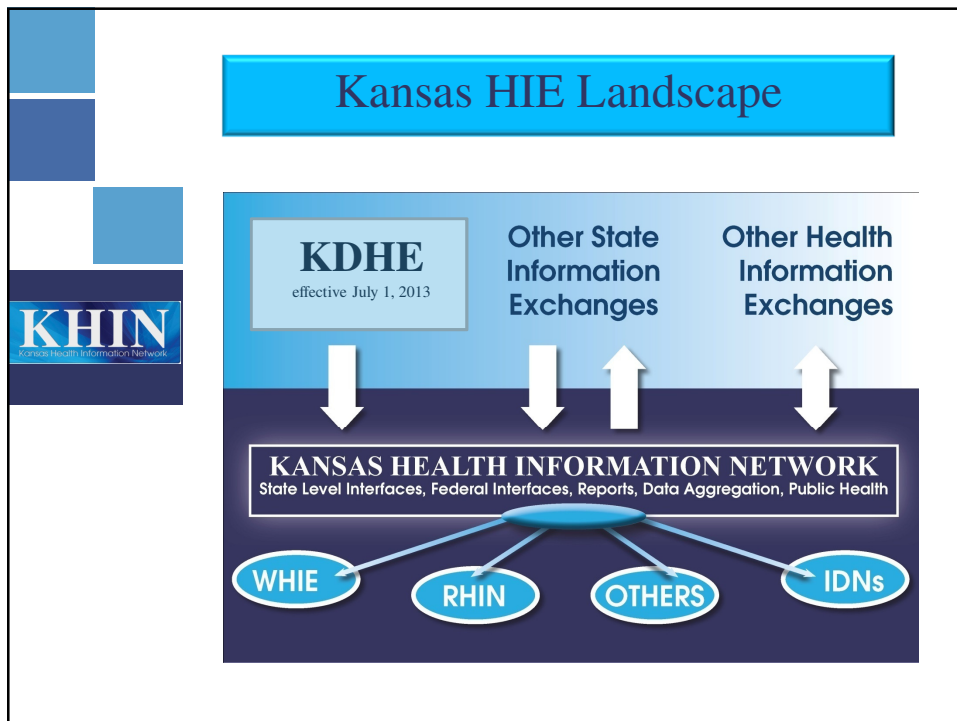 Kansas HIE Landscape
KDHE
effective July 1, 2013
Other State
Information
Exchanges
Other Health
Information
Exchanges
KHIN
Kansas Health Information Network
KANSAS HEALTH INFORMATION NETWORK
State Level Interfaces, Federal Interfaces, Reports, Data Aggregation, Public Health
WHIE
RHIN
OTHERS
IDNs